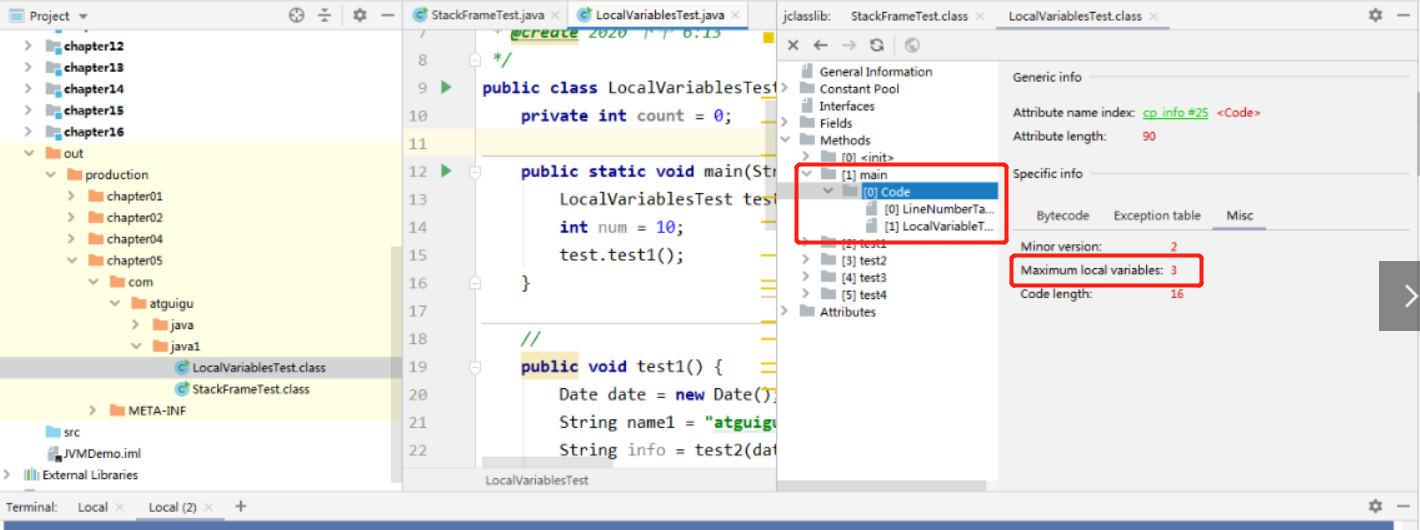 Project
chapter12
chapter13
chapter14
chapter15
chapter16
out
production
chapter01
chapter02
chapter04
chapter05
com
atguigu
java
java1
LocalVariablesTest.class
StackFrameTest.class
META-INF
src
JVMDemo.iml
External Libraries
StackFrameTest.java
LocalVariablesTest.java
7 * @create 2020 下午 6:13
8 */
9 public class LocalVariablesTest
10 private int count = 0;
11
12 public static void main(Str
13 LocalVariablesTest test
14 int num = 10;
15 test.test1();
16 }
17
18 //
19 public void test1() {
20 Date date = new Date();
21 String name1 = "atguigu
22 String info = test2(dat
LocalVariablesTest
jclasslib: StackFrameTest.class LocalVariablesTest.class
General Information
Constant Pool
Interfaces
Fields
Methods
[0] <init>
[1] main
[0] Code
[0] LineNumberTa...
[1] LocalVariableT...
[2] test1
[3] test2
[4] test3
[5] test4
Attributes
Generic info
Attribute name index: cp_info #25 <Code>
Attribute length: 90
Specific info
Bytecode Exception table Misc
Minor version: 2
Maximum local variables: 3
Code length: 16
Terminal: Local Local (2) +